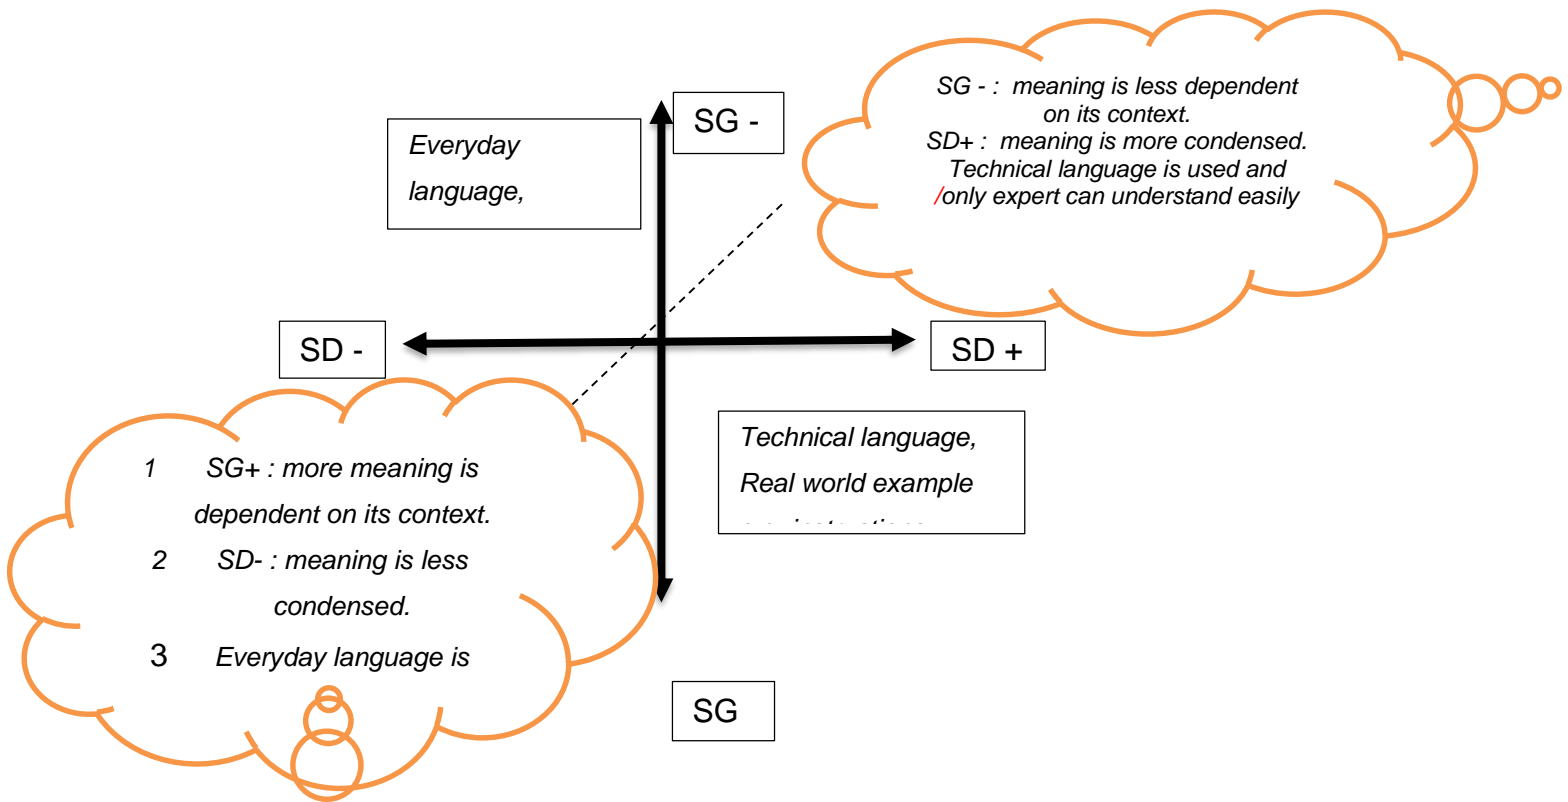 SG - :  meaning is less dependent
on its context.
SD+ :  meaning is more condensed.
Technical language is used and
/only expert can understand easily
SG -
Everyday
language,
SD -
SD +
Technical language,
Real world example
1 SG+ : more meaning is
dependent on its context.
2 SD- : meaning is less
condensed.
3 Everyday language is
SG